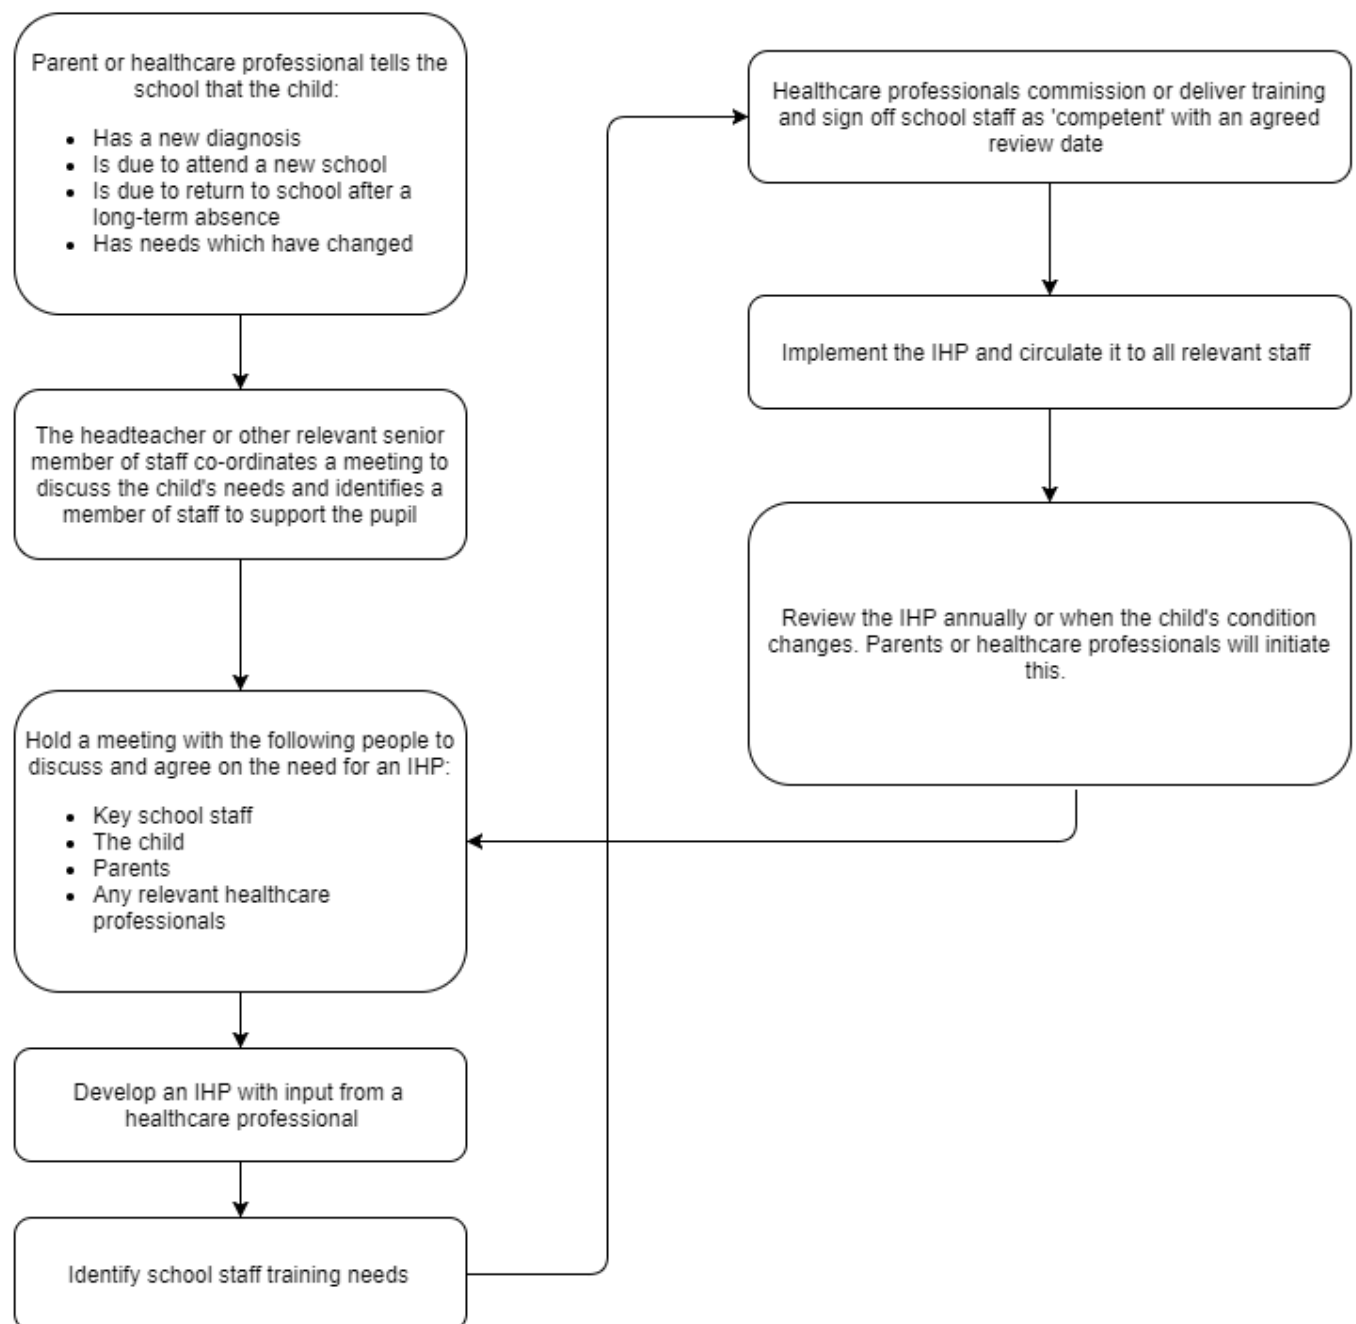 Parent or healthcare professional tells the
school that the child:
• Has a new diagnosis
• Is due to attend a new school
• Is due to return to school after a
long-term absence
• Has needs which have changed
The headteacher or other relevant senior
member of staff co-ordinates a meeting to
discuss the child's needs and identifies a
member of staff to support the pupil
Hold a meeting with the following people to
discuss and agree on the need for an IHP:
• Key school staff
• The child
• Parents
• Any relevant healthcare
professionals
Develop an IHP with input from a
healthcare professional
Identify school staff training needs
Healthcare professionals commission or deliver training
and sign off school staff as 'competent' with an agreed
review date
Implement the IHP and circulate it to all relevant staff
Review the IHP annually or when the child's condition
changes. Parents or healthcare professionals will initiate
this.